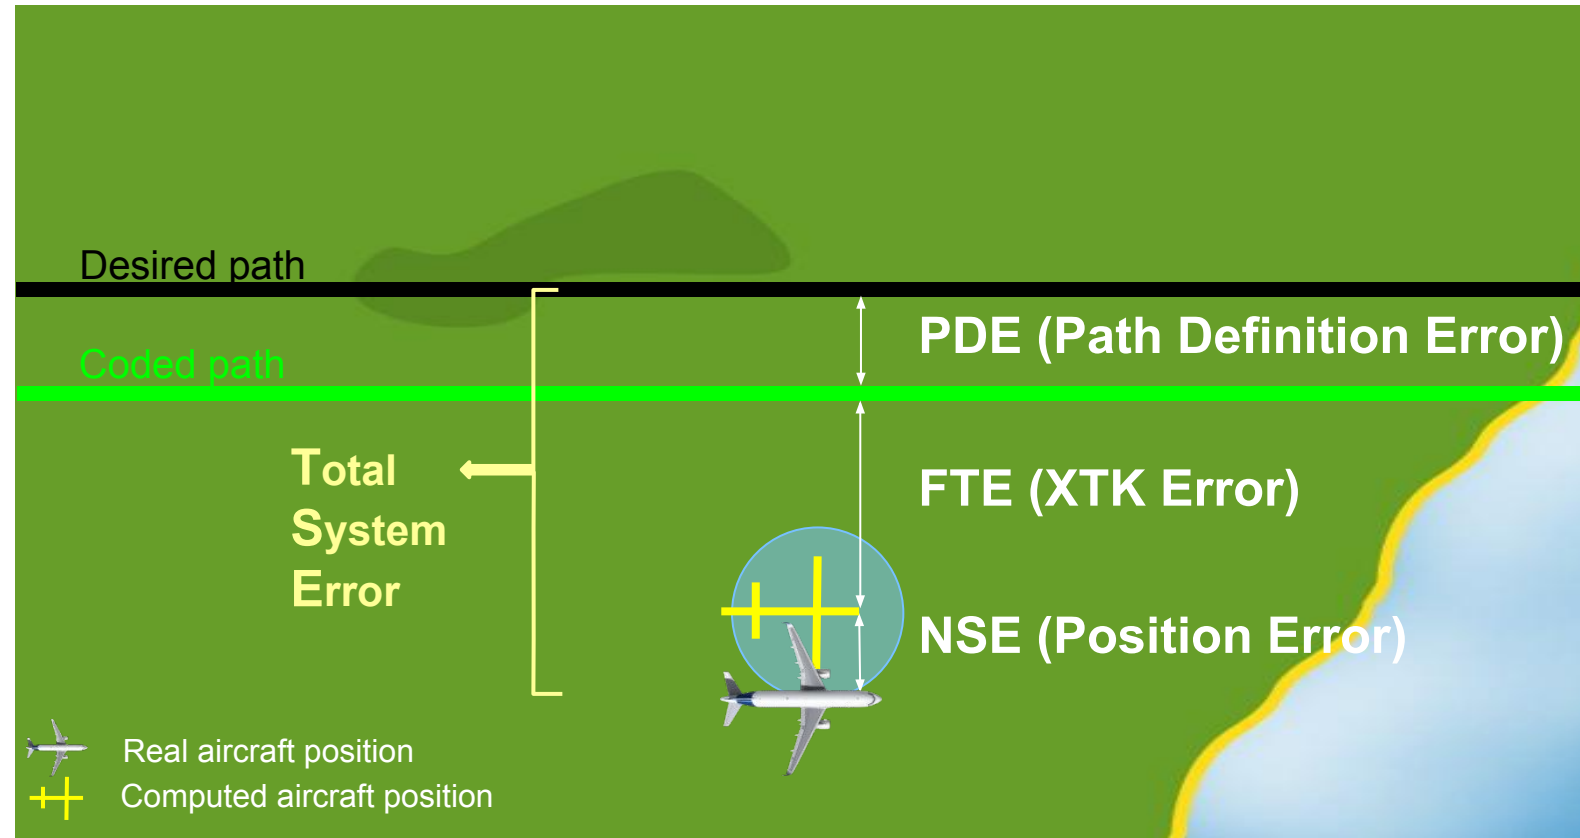 Desired path
PDE (Path Definition Error)
Coded path
Total
System
Error
FTE (XTK Error)
NSE (Position Error)
Real aircraft position
Computed aircraft position